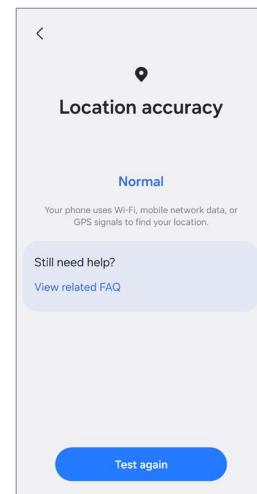 Location accuracy
Normal
Your phone uses Wi-Fi, mobile network data, or
GPS signals to find your location.
Still need help?
View related FAQ
Test again